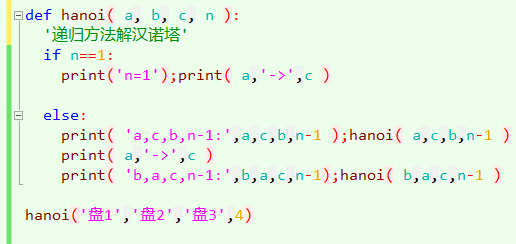 def hanoi( a, b, c, n ):
'递归方法解汉诺塔'
if n==1:
print('n=1');print( a,'->',c )
else:
print( 'a,c,b,n-1:',a,c,b,n-1 );hanoi( a,c,b,n-1 )
print( a,'->',c )
print( 'b,a,c,n-1:',b,a,c,n-1);hanoi( b,a,c,n-1 )
hanoi('盘1','盘2','盘3',4)